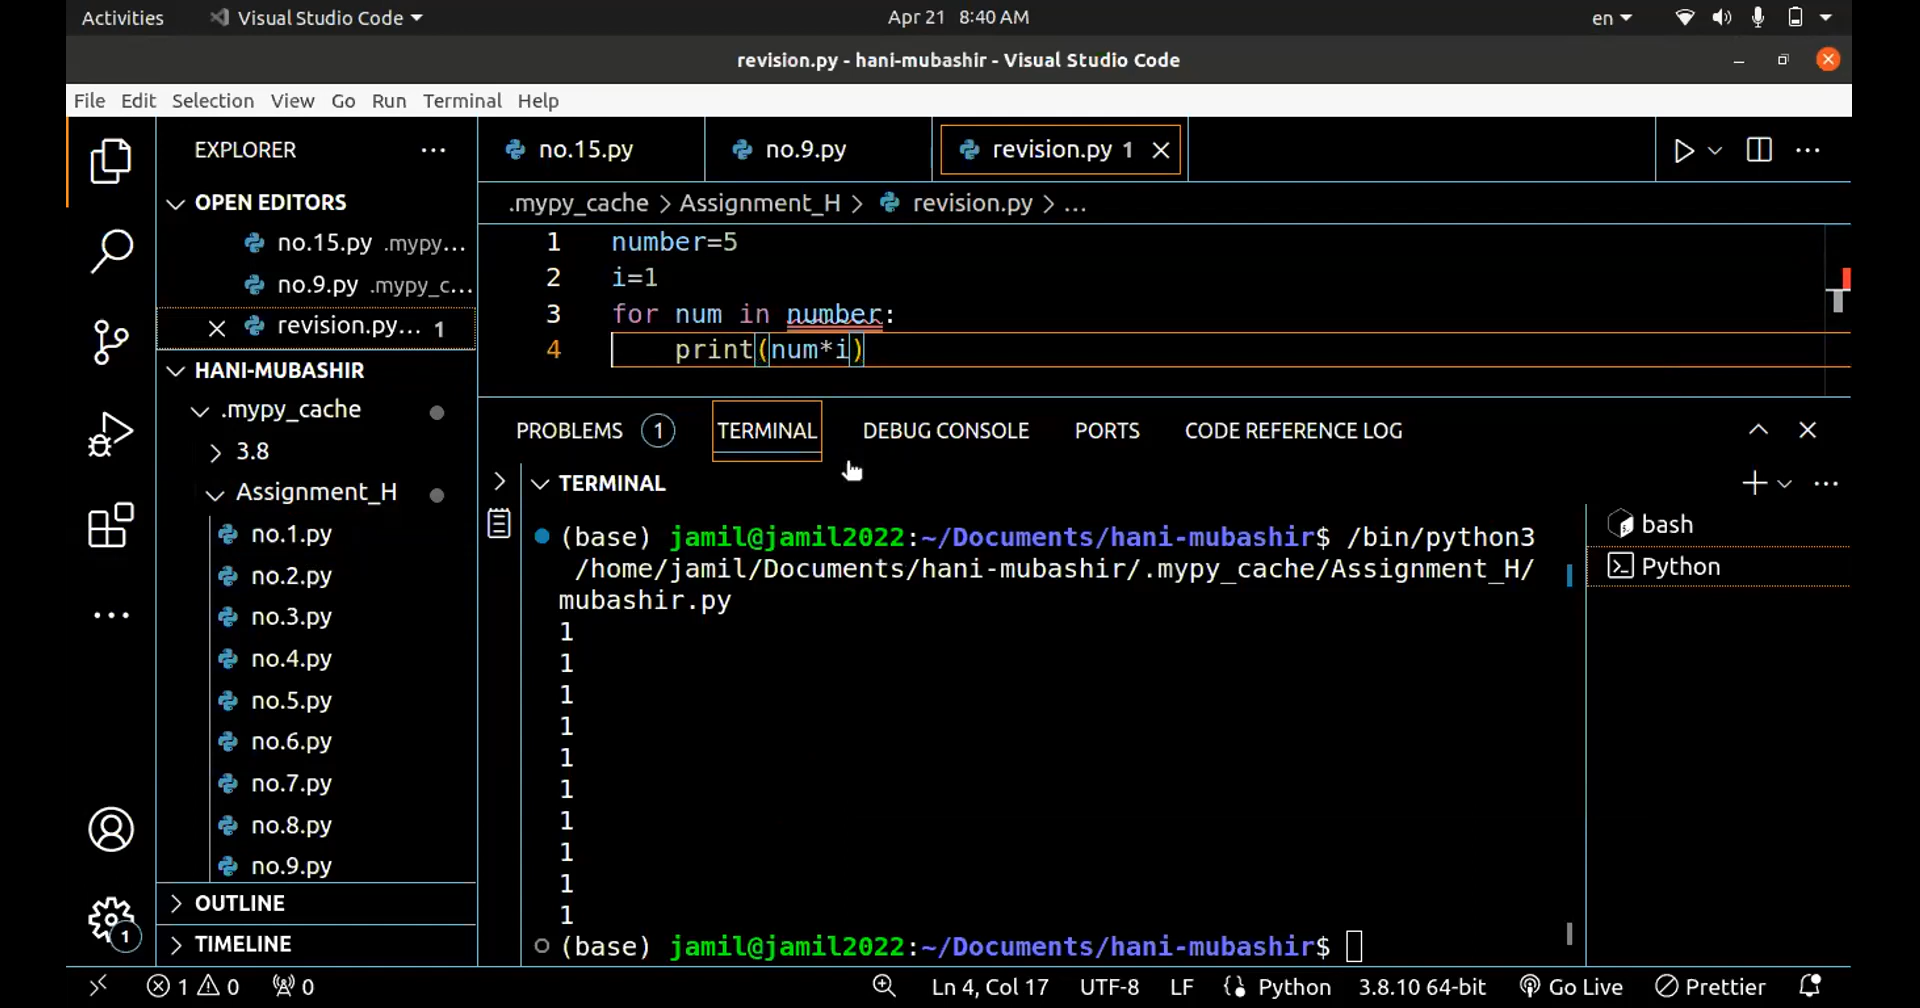 Activities Visual Studio Code Apr 21 8:40 AM en
revision.py - hani-mubashir - Visual Studio Code
File Edit Selection View Go Run Terminal Help
EXPLORER
OPEN EDITORS
no.15.py .mypy...
no.9.py .mypy_c...
revision.py... 1
HANI-MUBASHIR
.mypy_cache
3.8
Assignment_H
no.1.py
no.2.py
no.3.py
no.4.py
no.5.py
no.6.py
no.7.py
no.8.py
no.9.py
OUTLINE
TIMELINE
1
no.15.py no.9.py revision.py 1
.mypy_cache > Assignment_H > revision.py > ...
1 number=5
2 i=1
3 for num in number:
4 print(num*i)
PROBLEMS 1 TERMINAL DEBUG CONSOLE PORTS CODE REFERENCE LOG
TERMINAL
(base) jamil@jamil2022:~/Documents/hani-mubashir$ /bin/python3
/home/jamil/Documents/hani-mubashir/.mypy_cache/Assignment_H/
mubashir.py
1
1
1
1
1
1
1
1
1
1
(base) jamil@jamil2022:~/Documents/hani-mubashir$
bash
Python
1 0 0 Ln 4, Col 17 UTF-8 LF Python 3.8.10 64-bit Go Live Prettier